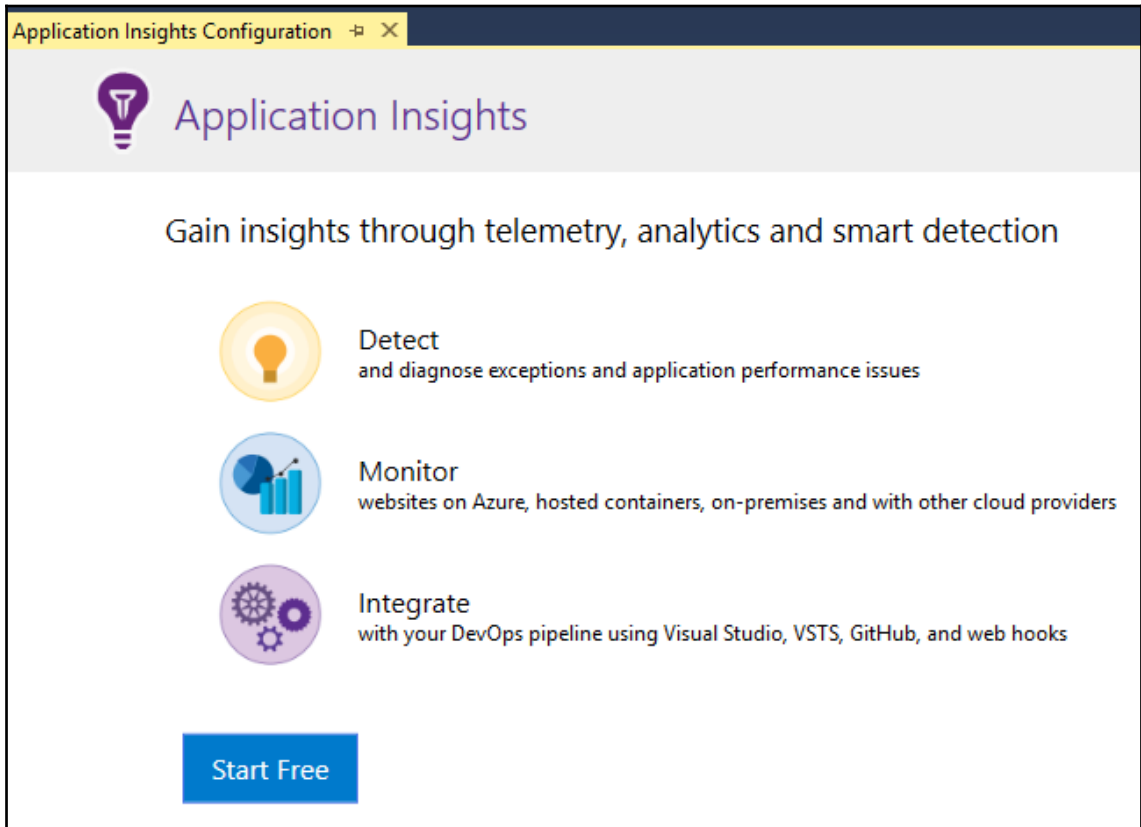 Application Insights Configuration
Application Insights
Gain insights through telemetry, analytics and smart detection
Detect
and diagnose exceptions and application performance issues
Monitor
websites on Azure, hosted containers, on-premises and with other cloud providers
Integrate
with your DevOps pipeline using Visual Studio, VSTS, GitHub, and web hooks
Start Free